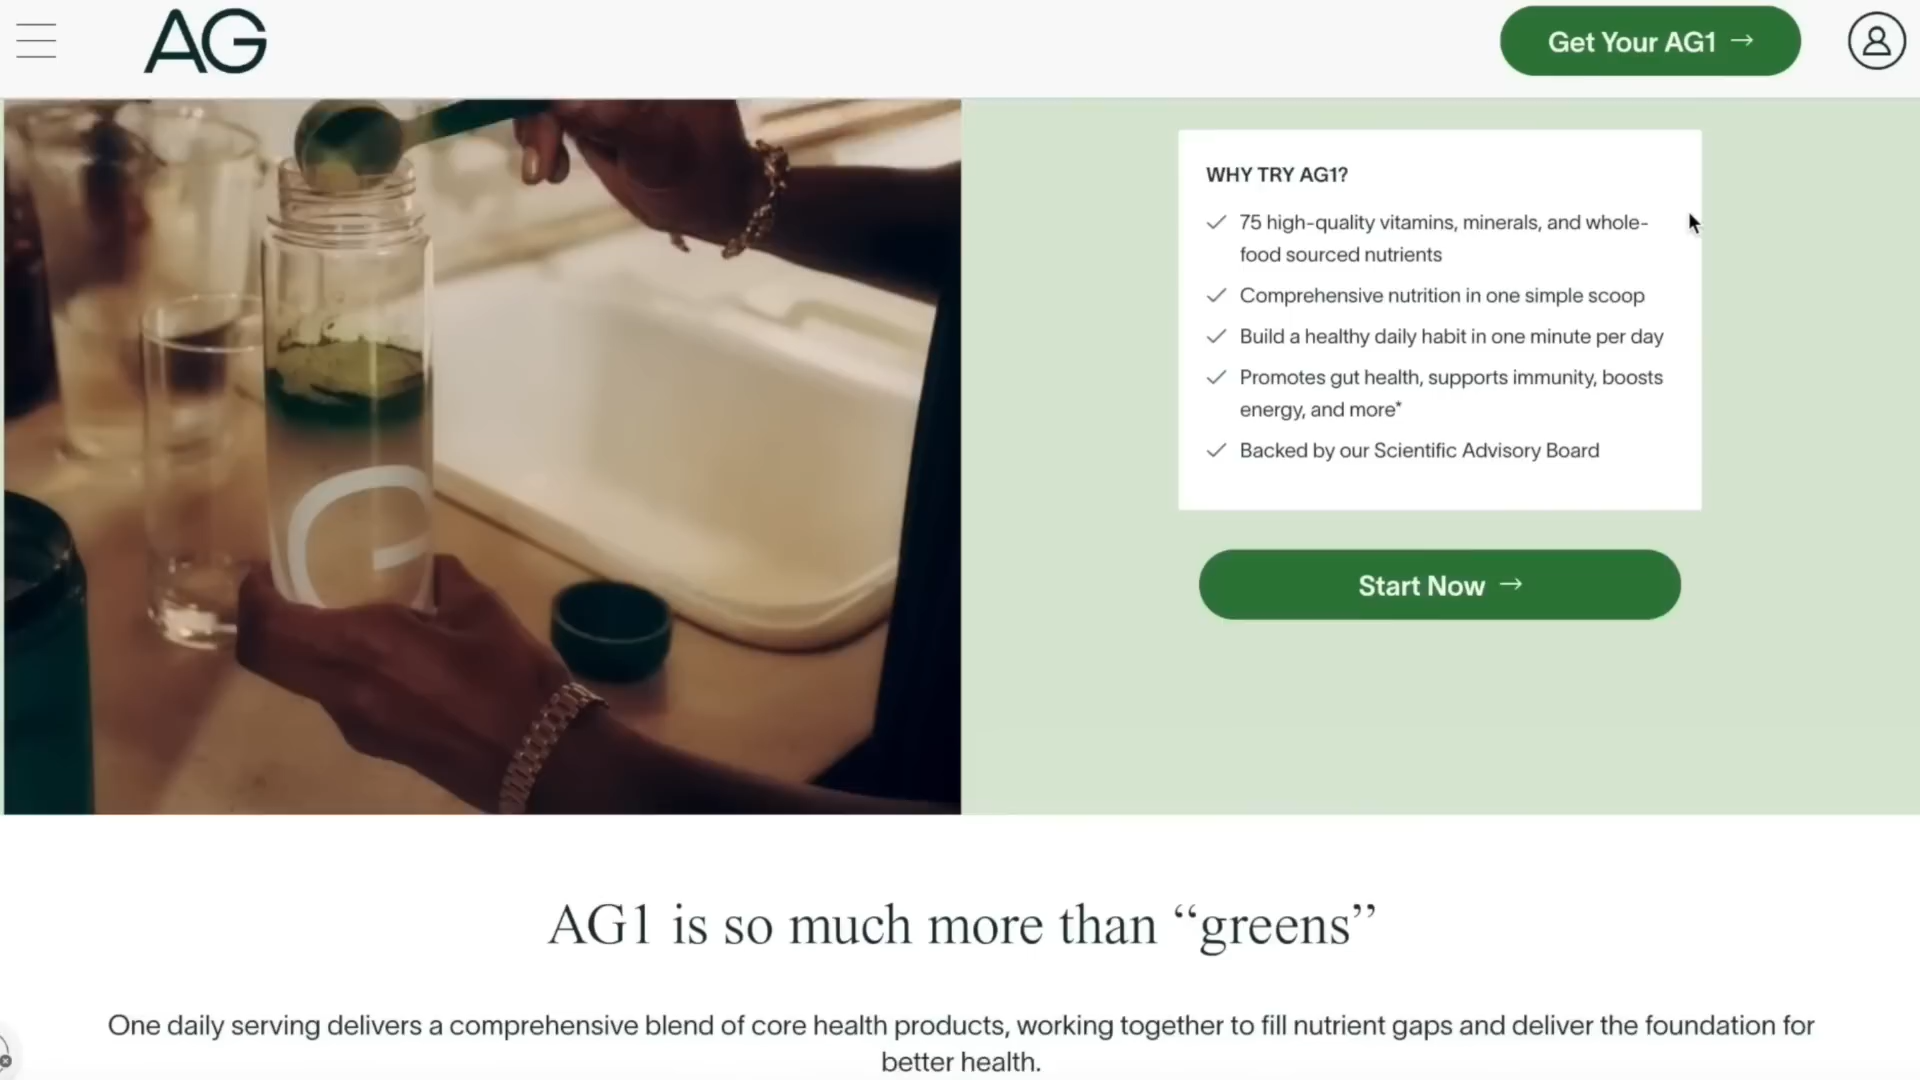 AG
Get Your AG1 →
WHY TRY AG1?
75 high-quality vitamins, minerals, and whole-
food sourced nutrients
Comprehensive nutrition in one simple scoop
Build a healthy daily habit in one minute per day
Promotes gut health, supports immunity, boosts
energy, and more*
Backed by our Scientific Advisory Board
Start Now →
AG1 is so much more than “greens”
One daily serving delivers a comprehensive blend of core health products, working together to fill nutrient gaps and deliver the foundation for
better health.